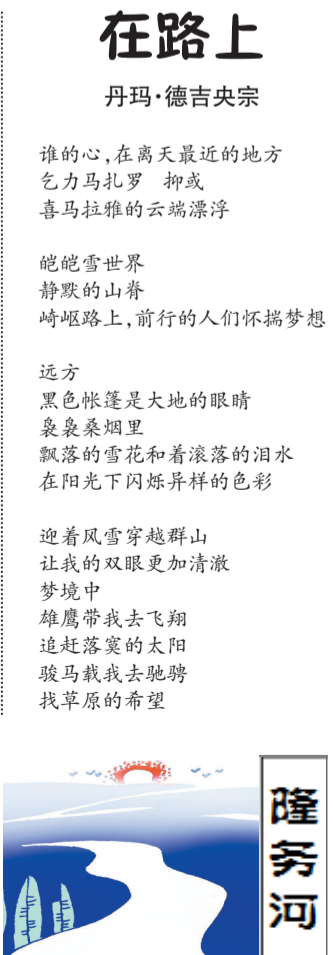 在路上
丹玛·德吉央宗
谁的心,在离天最近的地方
乞力马扎罗 抑或
喜马拉雅的云端漂浮
皑皑雪世界
静默的山脊
崎岖路上,前行的人们怀揣梦想
远方
黑色帐篷是大地的眼睛
袅袅桑烟里
飘落的雪花和着滚落的泪水
在阳光下闪烁异样的色彩
迎着风雪穿越群山
让我的双眼更加清澈
梦境中
雄鹰带我去飞翔
追赶落寞的太阳
骏马载我去驰骋
找草原的希望
隆务河